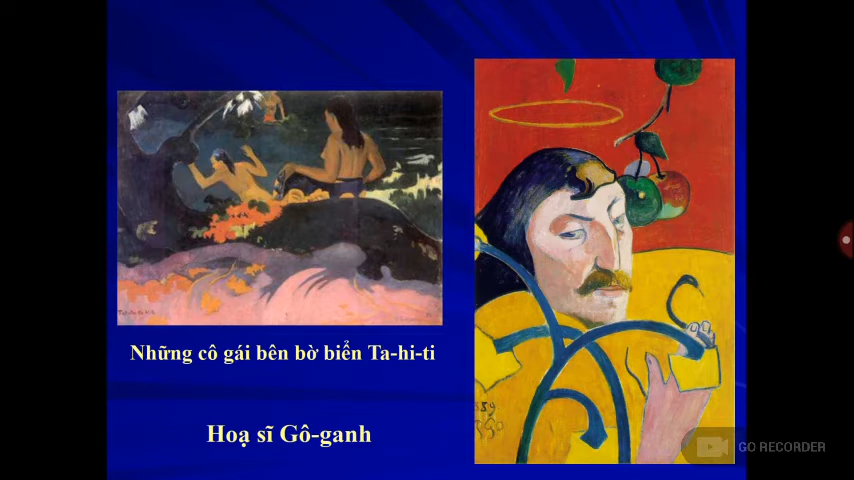 Những cô gái bên bờ biển Ta-hi-ti
Hoạ sĩ Gô-ganh
GO RECORDER